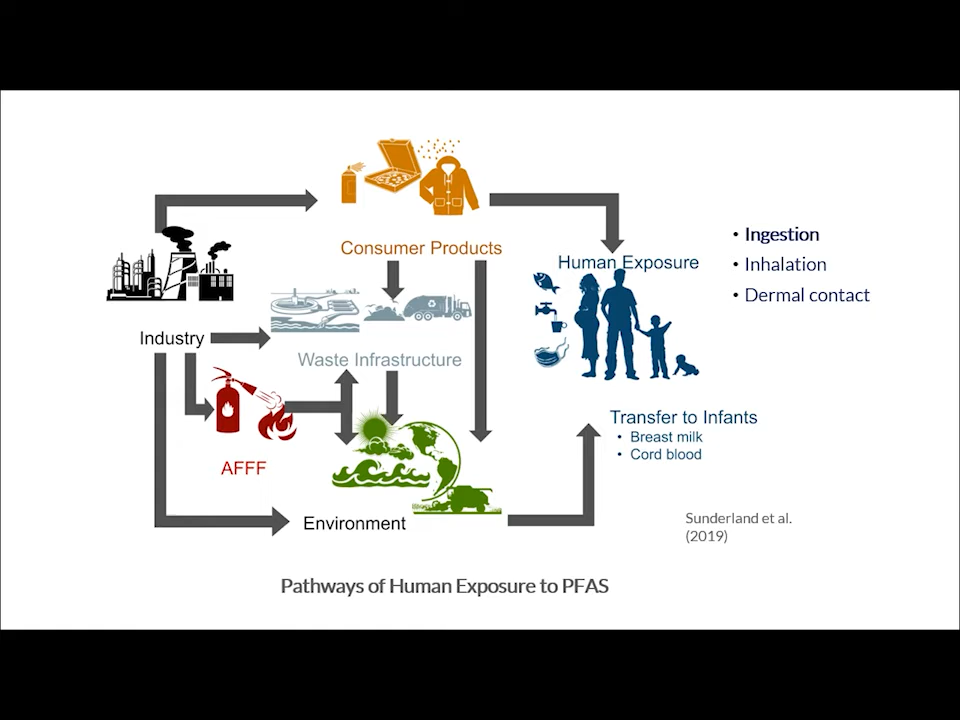 Consumer Products
Human Exposure
• Ingestion
• Inhalation
• Dermal contact
Industry
Waste Infrastructure
Transfer to Infants
• Breast milk
• Cord blood
AFFF
Environment
Sunderland et al.
(2019)
Pathways of Human Exposure to PFAS